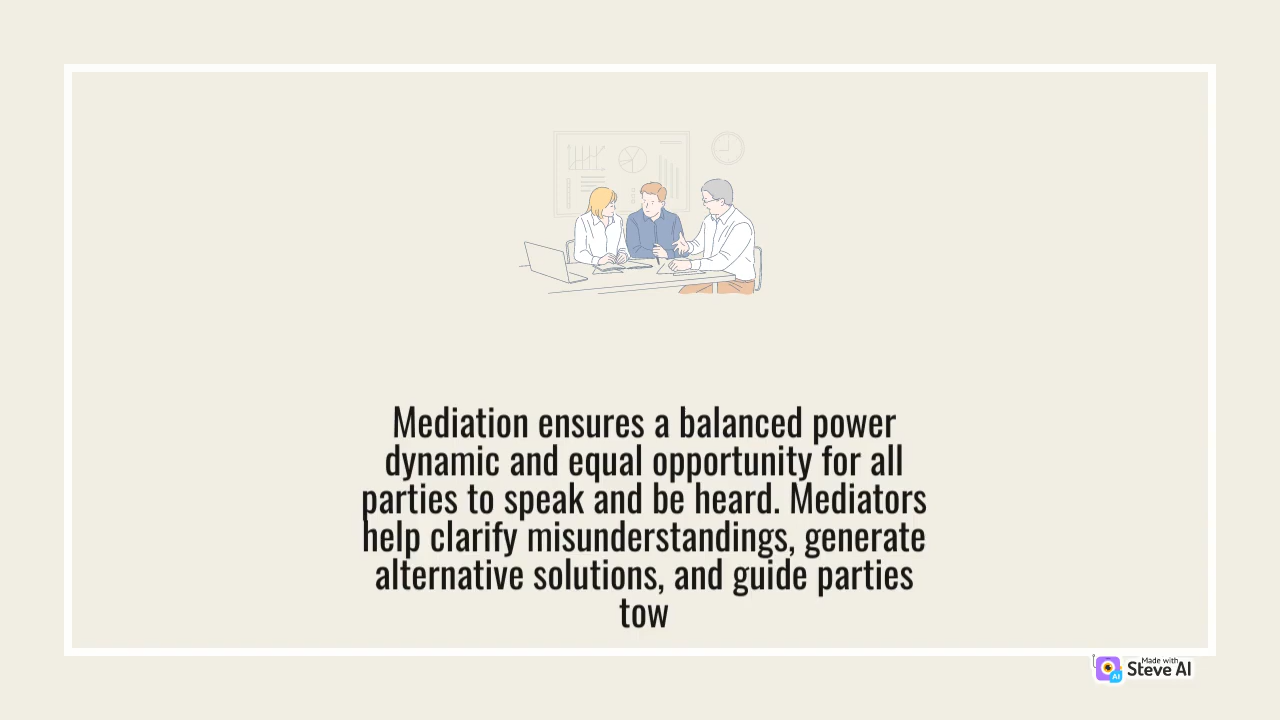 Mediation ensures a balanced power
dynamic and equal opportunity for all
parties to speak and be heard. Mediators
help clarify misunderstandings, generate
alternative solutions, and guide parties
tow
Made with
Steve AI
AI